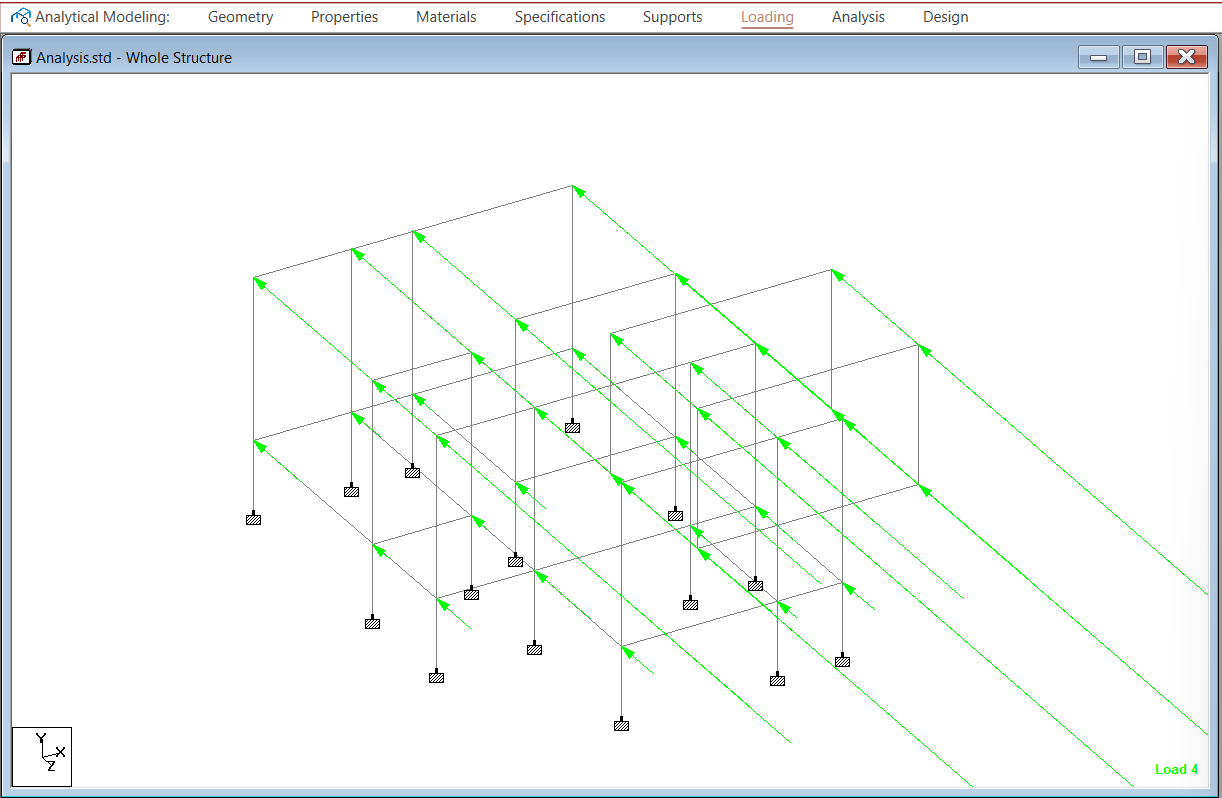 Analytical Modeling: Geometry Properties Materials Specifications Supports Loading Analysis Design
Analysis.std - Whole Structure
Y
X
Z
Load 4